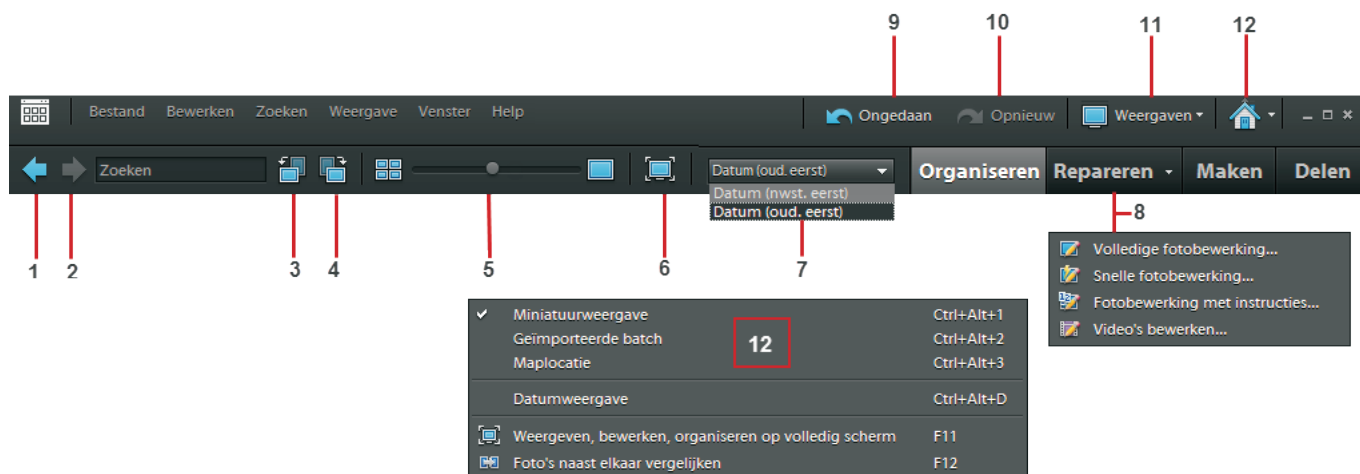 9 10 11 12
Bestand Bewerken Zoeken Weergave Venster Help Ongedaan Opnieuw Weergaven
Zoeken Datum (oud. eerst) Organiseren Repareren Maken Delen
Datum (nwst. eerst)
Datum (oud. eerst)
1 2 3 4 5 6 7 8
Volledige fotobewerking...
Snelle fotobewerking...
Fotobewerking met instructies...
Video's bewerken...
12
Miniatuurweergave Ctrl+Alt+1
Geïmporteerde batch Ctrl+Alt+2
Maplocatie Ctrl+Alt+3
Datumweergave Ctrl+Alt+D
Weergeven, bewerken, organiseren op volledig scherm F11
Foto's naast elkaar vergelijken F12